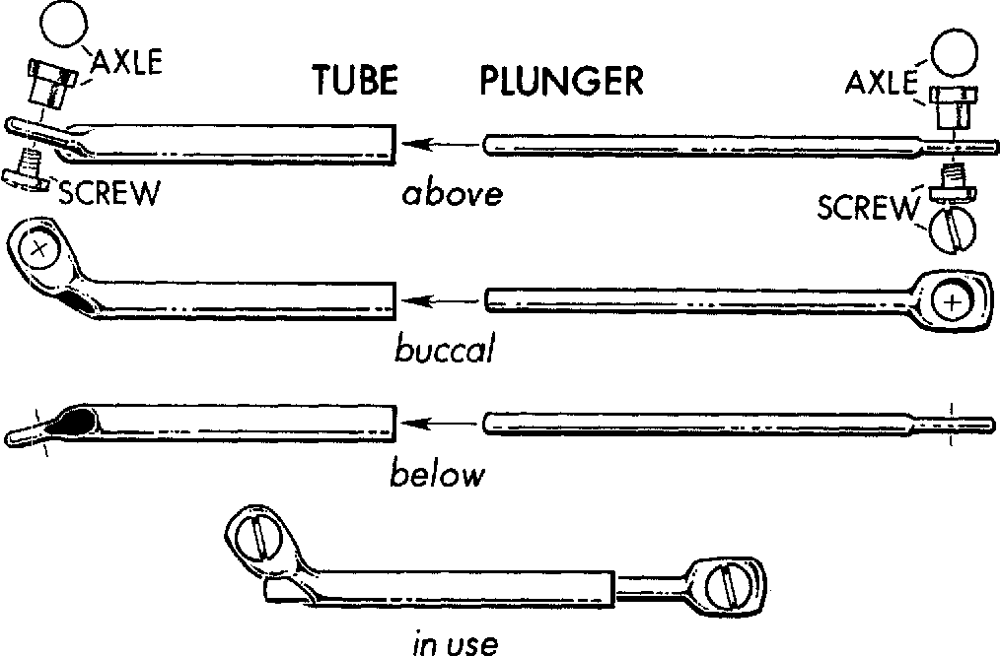 AXLE
TUBE PLUNGER
AXLE
SCREW
above
SCREW
buccal
below
in use